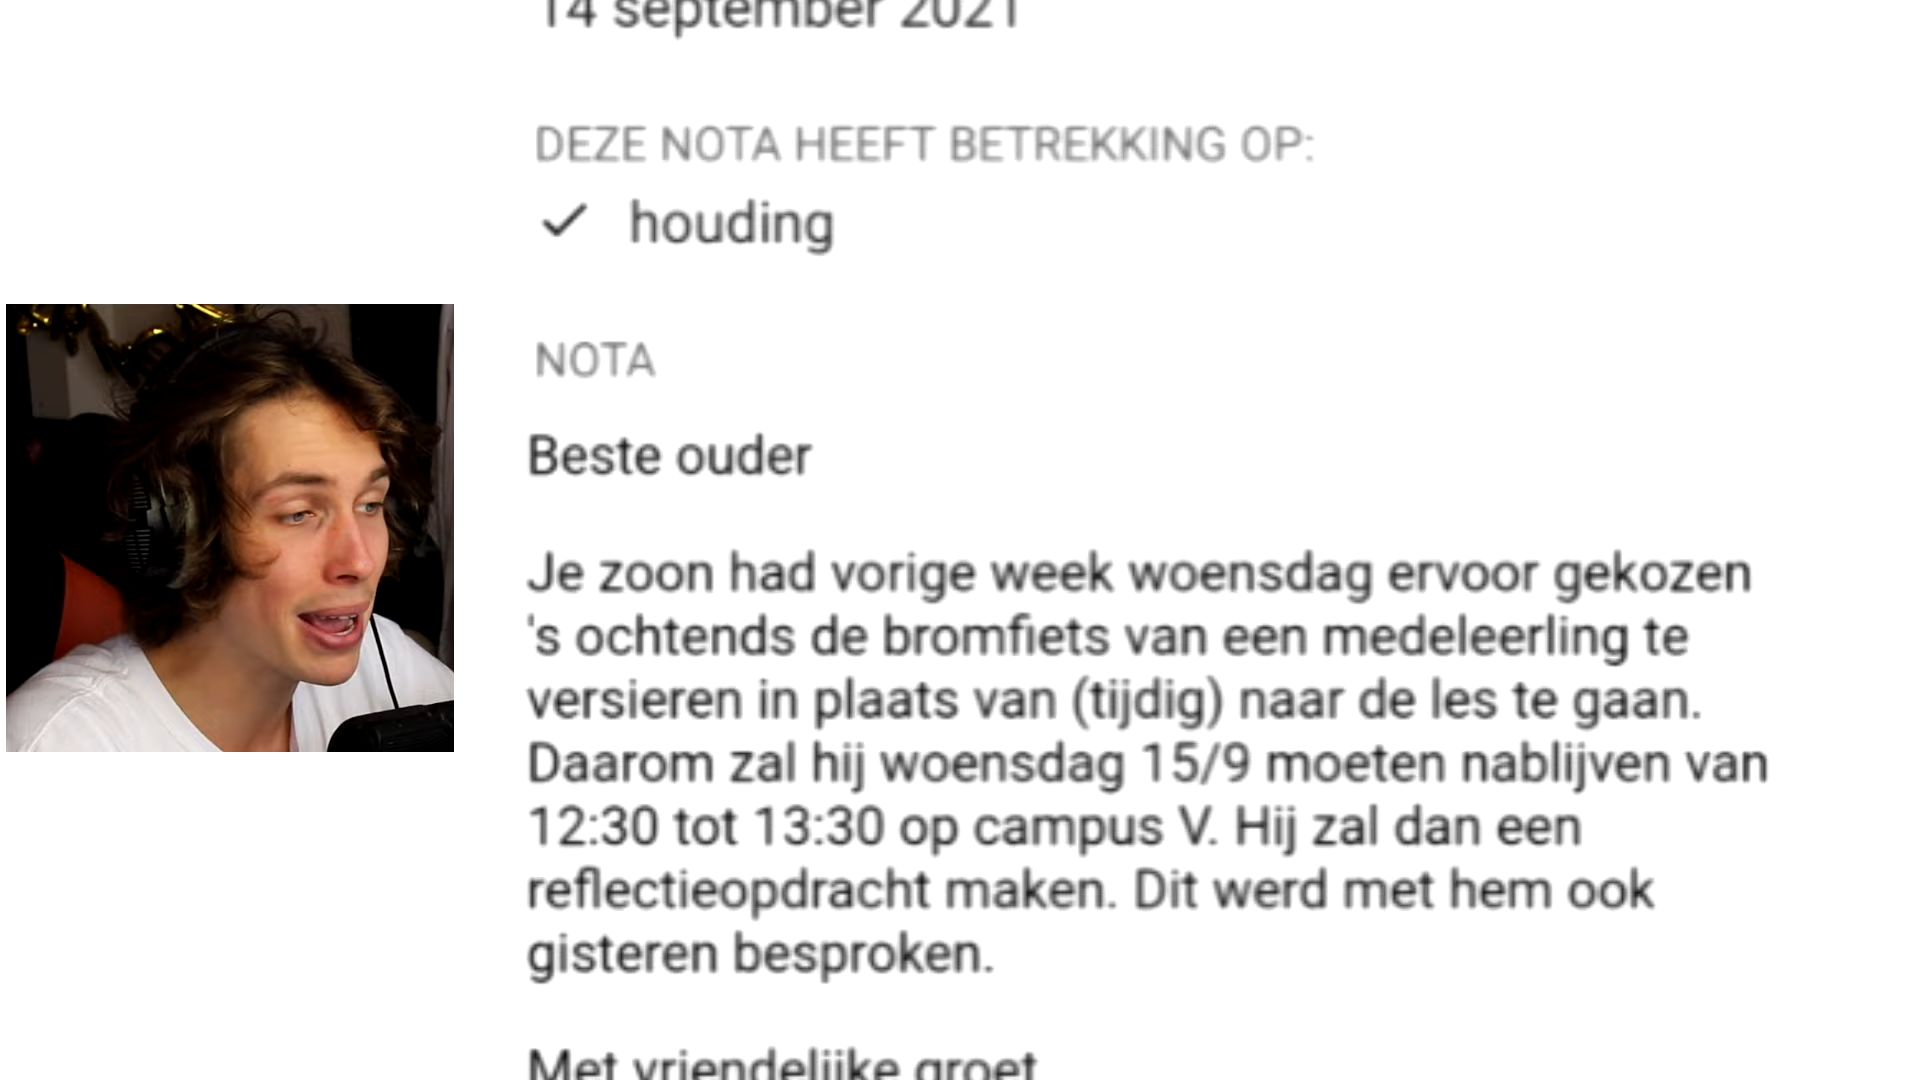 14 september 2021
DEZE NOTA HEEFT BETREKKING OP:
houding
NOTA
Beste ouder
Je zoon had vorige week woensdag ervoor gekozen
's ochtends de bromfiets van een medeleerling te
versieren in plaats van (tijdig) naar de les te gaan.
Daarom zal hij woensdag 15/9 moeten nablijven van
12:30 tot 13:30 op campus V. Hij zal dan een
reflectieopdracht maken. Dit werd met hem ook
gisteren besproken.
Met vriendelijke groet